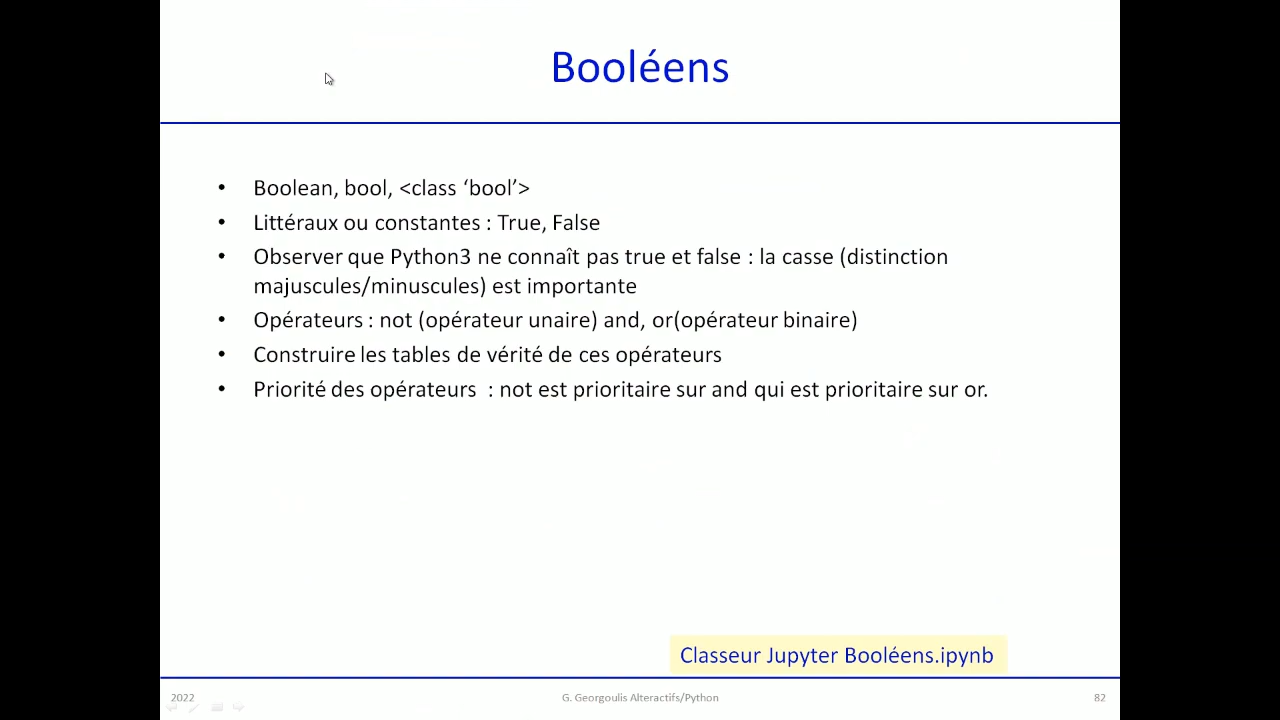 Booléens
• Boolean, bool, <class ‘bool’>
• Littéraux ou constantes : True, False
• Observer que Python3 ne connaît pas true et false : la casse (distinction
majuscules/minuscules) est importante
• Opérateurs : not (opérateur unaire) and, or(opérateur binaire)
• Construire les tables de vérité de ces opérateurs
• Priorité des opérateurs  : not est prioritaire sur and qui est prioritaire sur or.
Classeur Jupyter Booléens.ipynb
2022
G. Georgoulis Alteractifs/Python
82